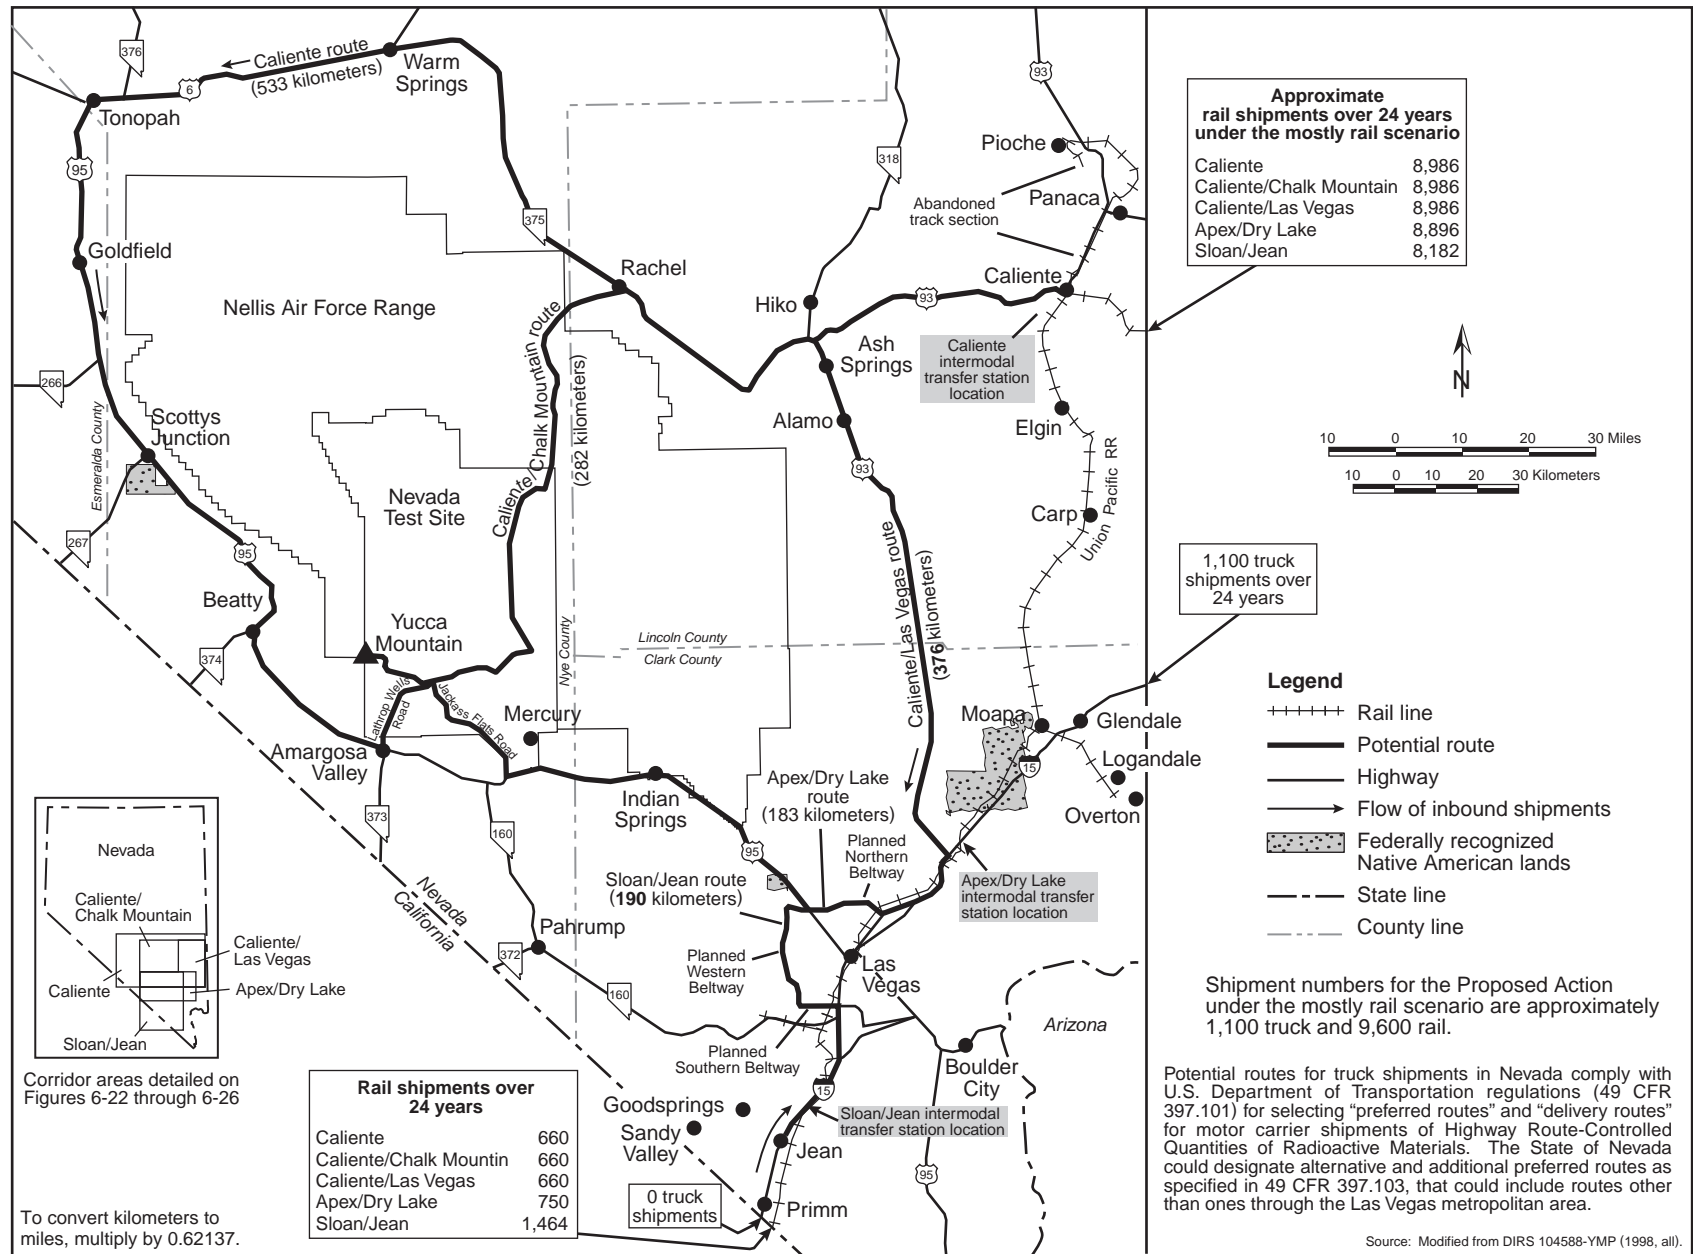 376
Caliente route
(533 kilometers)
Warm
Springs
6
Tonopah
95
93
318
Pioche
Panaca
Abandoned
track section
Approximate
rail shipments over 24 years
under the mostly rail scenario
Caliente 8,986
Caliente/Chalk Mountain 8,986
Caliente/Las Vegas 8,986
Apex/Dry Lake 8,896
Sloan/Jean 8,182
375
Goldfield
Rachel
Caliente
Nellis Air Force Range
Hiko
93
Ash
Springs
Caliente
intermodal
transfer station
location
N
266
Caliente/Chalk Mountain route
(282 kilometers)
Esmeralda County
Scottys
Junction
Alamo
Elgin
93
10 0 10 20 30 Miles
10 0 10 20 30 Kilometers
Nevada
Test Site
Carp
Union Pacific RR
267
95
Caliente/Las Vegas route
(376 kilometers)
1,100 truck
shipments over
24 years
Beatty
Yucca
Mountain
374
Nye County
Lincoln County
Clark County
Lathrop Wells
Road
Jackass Flats Road
Mercury
Moapa
Glendale
Logandale
15
Overton
Amargosa
Valley
Indian
Springs
Apex/Dry Lake
route
(183 kilometers)
Legend
Rail line
Potential route
Highway
Flow of inbound shipments
Federally recognized
Native American lands
State line
County line
373
160
95
Planned
Northern
Beltway
Sloan/Jean route
(190 kilometers)
Apex/Dry Lake
intermodal transfer
station location
Nevada
California
Nevada
Caliente/
Chalk Mountain
Caliente/
Las Vegas
Caliente
Apex/Dry Lake
Sloan/Jean
Corridor areas detailed on
Figures 6-22 through 6-26
Pahrump
372
160
Planned
Western
Beltway
Las
Vegas
Arizona
Shipment numbers for the Proposed Action
under the mostly rail scenario are approximately
1,100 truck and 9,600 rail.
Planned
Southern Beltway
Boulder
City
15
Rail shipments over
24 years
Caliente 660
Caliente/Chalk Mountin 660
Caliente/Las Vegas 660
Apex/Dry Lake 750
Sloan/Jean 1,464
Goodsprings
Sandy
Valley
Sloan/Jean intermodal
transfer station location
Jean
95
0 truck
shipments
Primm
Potential routes for truck shipments in Nevada comply with
U.S. Department of Transportation regulations (49 CFR
397.101) for selecting “preferred routes” and “delivery routes”
for motor carrier shipments of Highway Route-Controlled
Quantities of Radioactive Materials. The State of Nevada
could designate alternative and additional preferred routes as
specified in 49 CFR 397.103, that could include routes other
than ones through the Las Vegas metropolitan area.
To convert kilometers to
miles, multiply by 0.62137.
Source: Modified from DIRS 104588-YMP (1998, all).